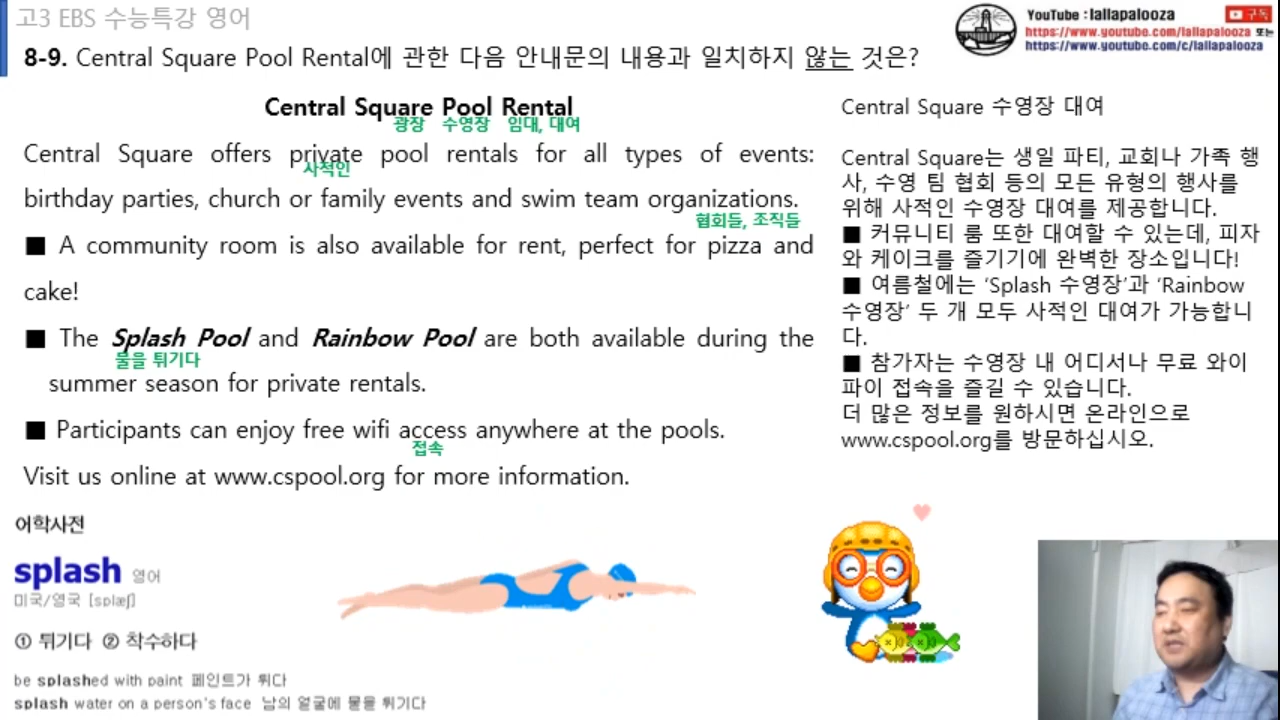 고3 EBS 수능특강 영어
YouTube : lallapalooza
구독
https://www.youtube.com/lallapalooza 또는
https://www.youtube.com/c/lallapalooza
8-9. Central Square Pool Rental에 관한 다음 안내문의 내용과 일치하지 않는 것은?
Central Square Pool Rental
광장 수영장 임대, 대여
Central Square offers private pool rentals for all types of events:
사적인
birthday parties, church or family events and swim team organizations.
협회들, 조직들
■ A community room is also available for rent, perfect for pizza and
cake!
■ The Splash Pool and Rainbow Pool are both available during the
물을 튀기다
summer season for private rentals.
■ Participants can enjoy free wifi access anywhere at the pools.
접속
Visit us online at www.cspool.org for more information.
Central Square 수영장 대여
Central Square는 생일 파티, 교회나 가족 행
사, 수영 팀 협회 등의 모든 유형의 행사를
위해 사적인 수영장 대여를 제공합니다.
■ 커뮤니티 룸 또한 대여할 수 있는데, 피자
와 케이크를 즐기기에 완벽한 장소입니다!
■ 여름철에는 ‘Splash 수영장’과 ‘Rainbow
수영장’ 두 개 모두 사적인 대여가 가능합니
다.
■ 참가자는 수영장 내 어디서나 무료 와이
파이 접속을 즐길 수 있습니다.
더 많은 정보를 원하시면 온라인으로
www.cspool.org를 방문하십시오.
어학사전
splash 영어
미국/영국 [splæʃ]
① 튀기다 ② 착수하다
be splashed with paint 페인트가 튀다
splash water on a person's face 남의 얼굴에 물을 튀기다